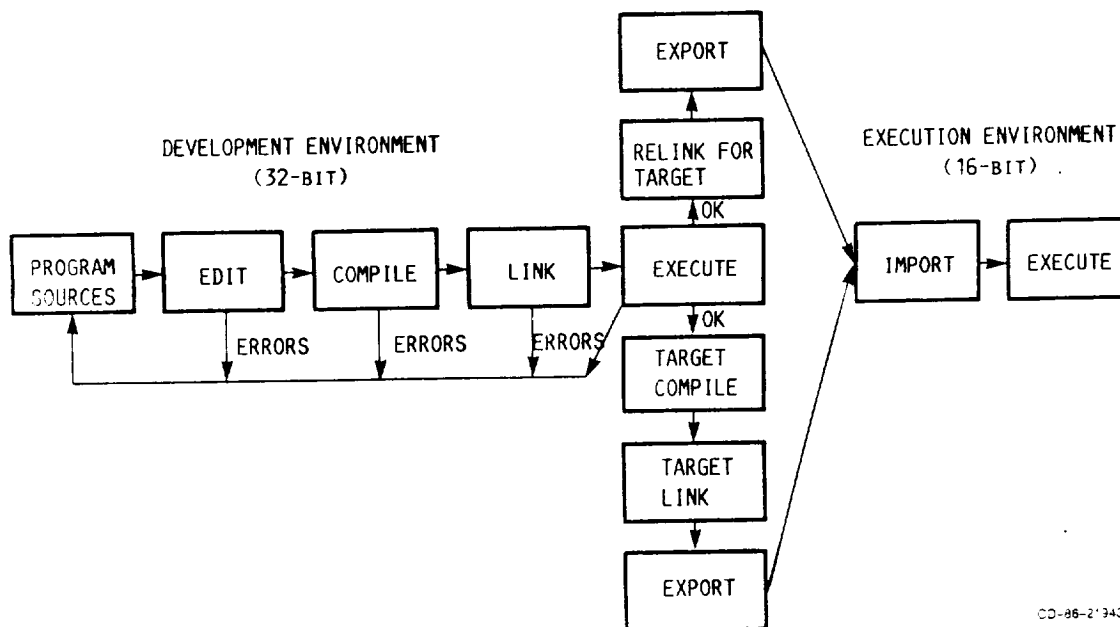 EXPORT
DEVELOPMENT ENVIRONMENT
(32-BIT)
RELINK FOR
TARGET
EXECUTION ENVIRONMENT
(16-BIT)
OK
PROGRAM
SOURCES
EDIT
COMPILE
LINK
EXECUTE
IMPORT
EXECUTE
OK
ERRORS
ERRORS
ERRORS
TARGET
COMPILE
TARGET
LINK
EXPORT